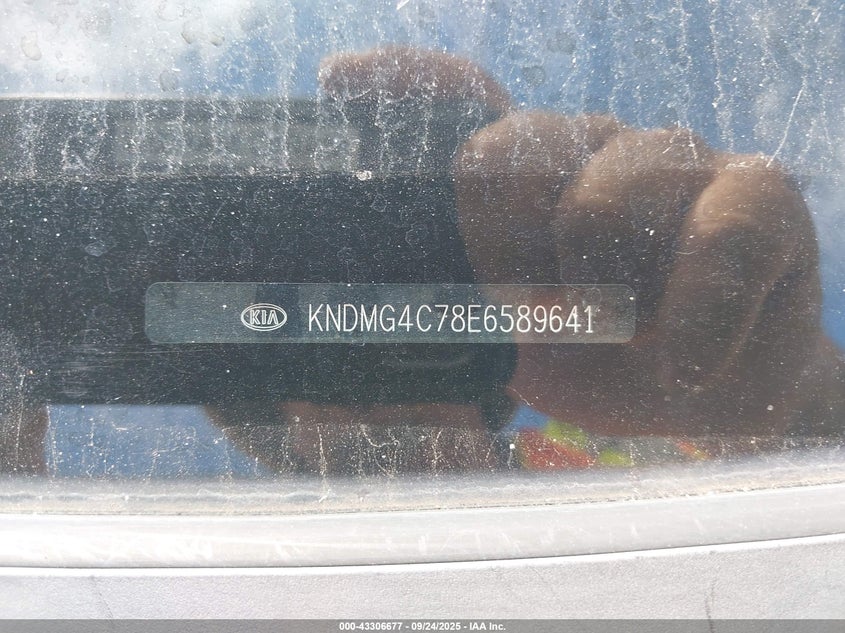 KIA KNDMG4C78E6589641
000-43306677 - 09/24/2025 - IAA Inc.